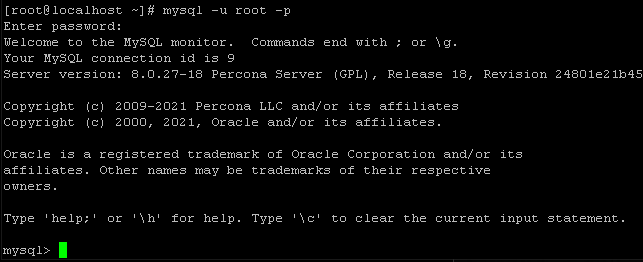 [root@localhost ~]# mysql -u root -p
Enter password:
Welcome to the MySQL monitor.  Commands end with ; or \g.
Your MySQL connection id is 9
Server version: 8.0.27-18 Percona Server (GPL), Release 18, Revision 24801e21b45
Copyright (c) 2009-2021 Percona LLC and/or its affiliates
Copyright (c) 2000, 2021, Oracle and/or its affiliates.
Oracle is a registered trademark of Oracle Corporation and/or its
affiliates. Other names may be trademarks of their respective
owners.
Type 'help;' or '\h' for help. Type '\c' to clear the current input statement.
mysql>